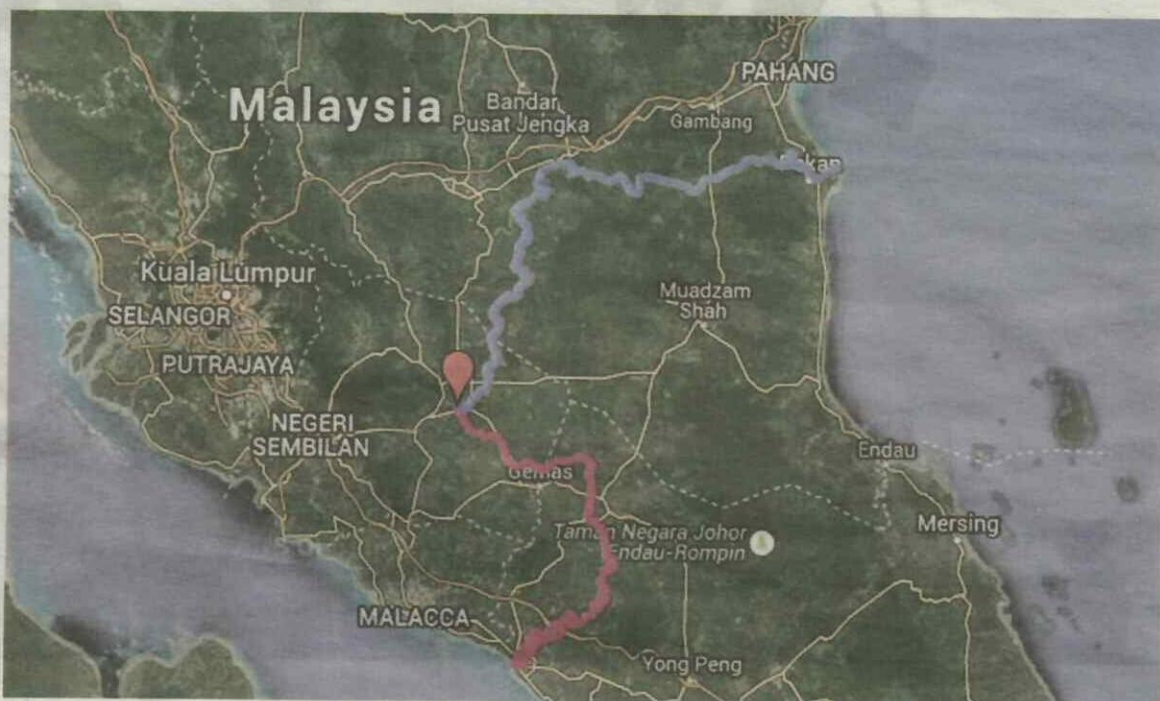 PAHANG
Malaysia
Bandar
Pusat Jengka
Gambang
Kuala Lumpur
SELANGOR
Muadzam
Shah
PUTRAJAYA
NEGERI
SEMBILAN
Endau
Gemas
Mersing
Taman Negara Johor
Endau-Rompin
MALACCA
Yong Peng